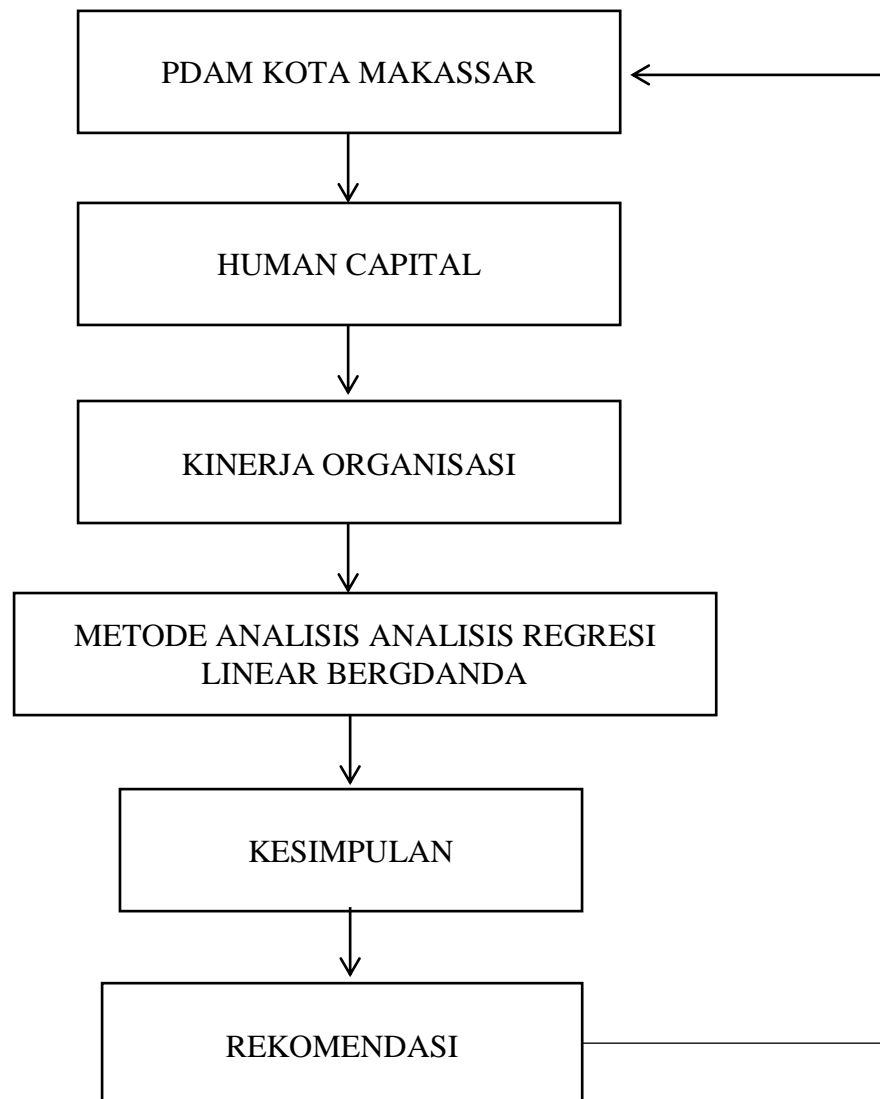 PDAM KOTA MAKASSAR
HUMAN CAPITAL
KINERJA ORGANISASI
METODE ANALISIS ANALISIS REGRESI
LINEAR BERGDANDA
KESIMPULAN
REKOMENDASI